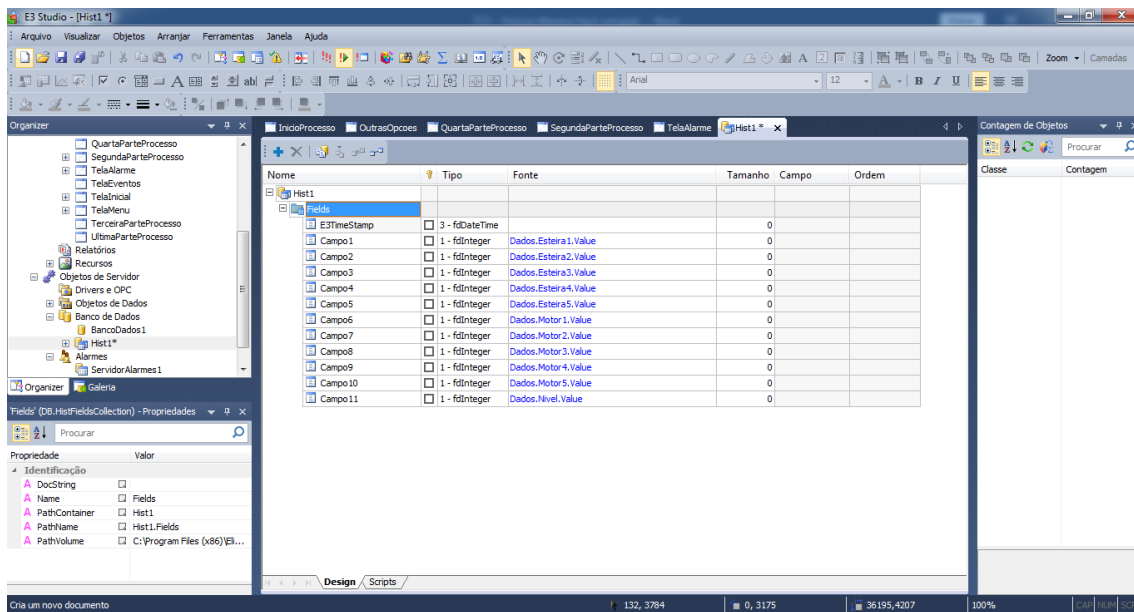 E3 Studio - [Hist1 *]
Arquivo Visualizar Objetos Arranjar Ferramentas Janela Ajuda
Zoom Camadas
Arial 12 A B I U
Organizer
QuartaParteProcesso
SegundaParteProcesso
TelaAlarme
TelaEventos
TelaInicial
TelaMenu
TerceiraParteProcesso
UltimaParteProcesso
Relatórios
Recursos
Objetos de Servidor
Drivers e OPC
Objetos de Dados
Banco de Dados
BancoDados1
Hist1*
Alarmes
ServidorAlarmes1
Organizer Galeria
'Fields' (DB.HistFieldsCollection) - Propriedades
Procurar
Propriedade Valor
Identificação
DocString
Name Fields
PathContainer Hist1
PathName Hist1.Fields
PathVolume C:\Program Files (x86)\Eli...
InicioProcesso OutrasOpcoes QuartaParteProcesso SegundaParteProcesso TelaAlarme Hist1 * x
Nome Tipo Fonte Tamanho Campo Ordem
Hist1
Fields
E3TimeStamp 3 - fdDateTime 0
Campo1 1 - fdInteger Dados.Esteira1.Value 0
Campo2 1 - fdInteger Dados.Esteira2.Value 0
Campo3 1 - fdInteger Dados.Esteira3.Value 0
Campo4 1 - fdInteger Dados.Esteira4.Value 0
Campo5 1 - fdInteger Dados.Esteira5.Value 0
Campo6 1 - fdInteger Dados.Motor1.Value 0
Campo7 1 - fdInteger Dados.Motor2.Value 0
Campo8 1 - fdInteger Dados.Motor3.Value 0
Campo9 1 - fdInteger Dados.Motor4.Value 0
Campo10 1 - fdInteger Dados.Motor5.Value 0
Campo11 1 - fdInteger Dados.Nivel.Value 0
Design Scripts
Contagem de Objetos
Procurar
Classe Contagem
Cria um novo documento 132, 3784 0, 3175 36195,4207 100% CAP NUM SC